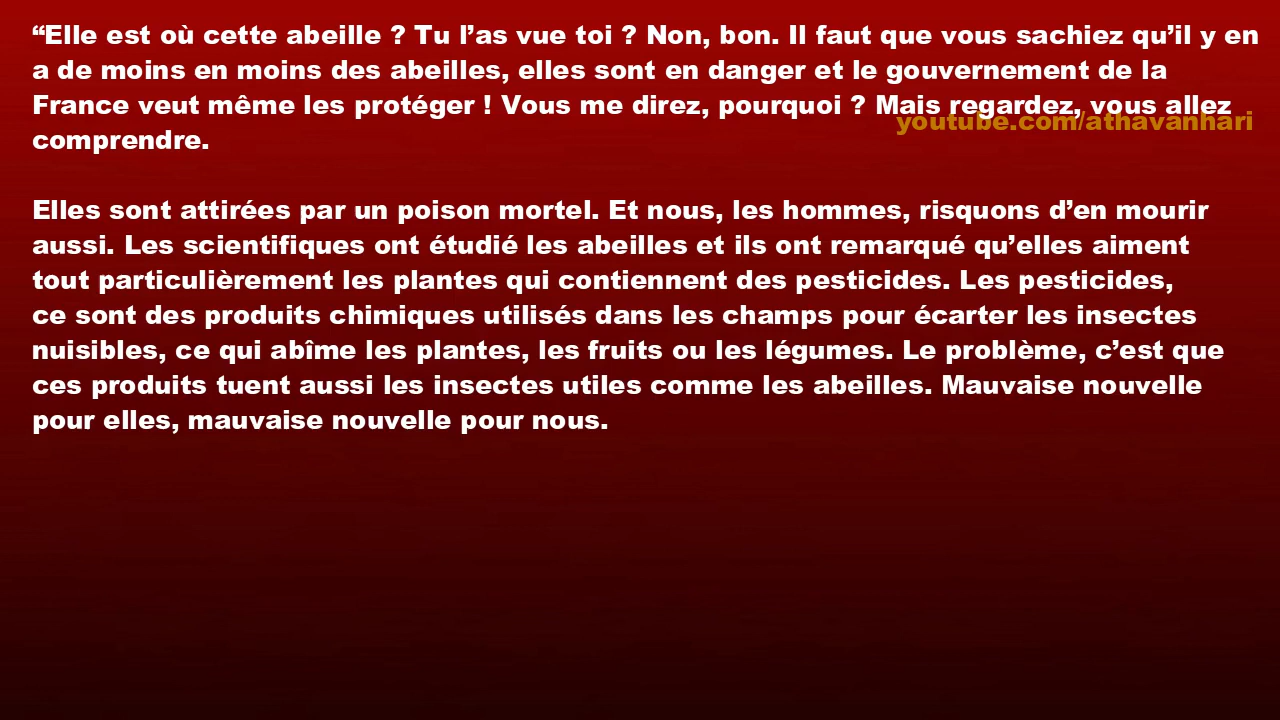 “Elle est où cette abeille ? Tu l’as vue toi ? Non, bon. Il faut que vous sachiez qu’il y en
a de moins en moins des abeilles, elles sont en danger et le gouvernement de la
France veut même les protéger ! Vous me direz, pourquoi ? Mais regardez, vous allez
youtube.com/athavanhari
comprendre.
Elles sont attirées par un poison mortel. Et nous, les hommes, risquons d’en mourir
aussi. Les scientifiques ont étudié les abeilles et ils ont remarqué qu’elles aiment
tout particulièrement les plantes qui contiennent des pesticides. Les pesticides,
ce sont des produits chimiques utilisés dans les champs pour écarter les insectes
nuisibles, ce qui abîme les plantes, les fruits ou les légumes. Le problème, c’est que
ces produits tuent aussi les insectes utiles comme les abeilles. Mauvaise nouvelle
pour elles, mauvaise nouvelle pour nous.